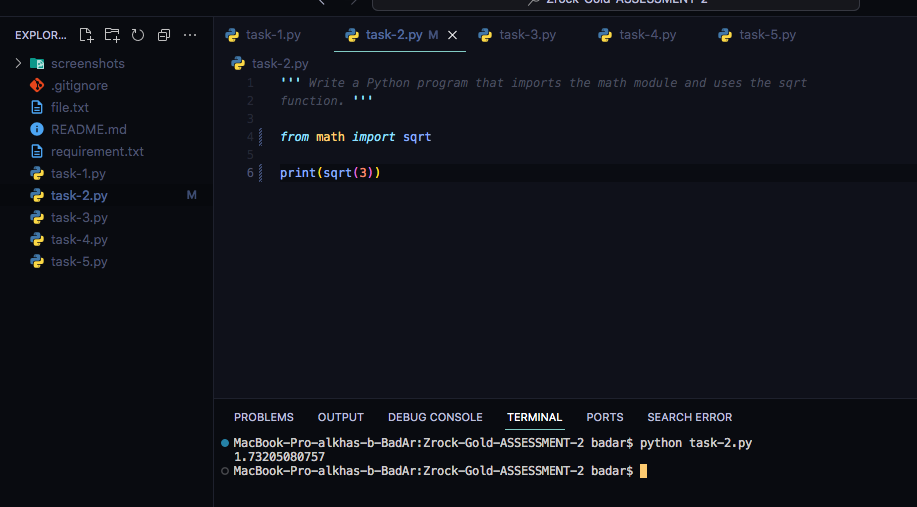 Zrock-Gold-ASSESSMENT-2
EXPLOR...
task-1.py
task-2.py M
task-3.py
task-4.py
task-5.py
screenshots
.gitignore
file.txt
README.md
requirement.txt
task-1.py
task-2.py M
task-3.py
task-4.py
task-5.py
task-2.py
1 ''' Write a Python program that imports the math module and uses the sqrt
2 function. '''
3
4 from math import sqrt
5
6 print(sqrt(3))
PROBLEMS OUTPUT DEBUG CONSOLE TERMINAL PORTS SEARCH ERROR
MacBook-Pro-alkhas-b-BadAr:Zrock-Gold-ASSESSMENT-2 badar$ python task-2.py
1.73205080757
MacBook-Pro-alkhas-b-BadAr:Zrock-Gold-ASSESSMENT-2 badar$